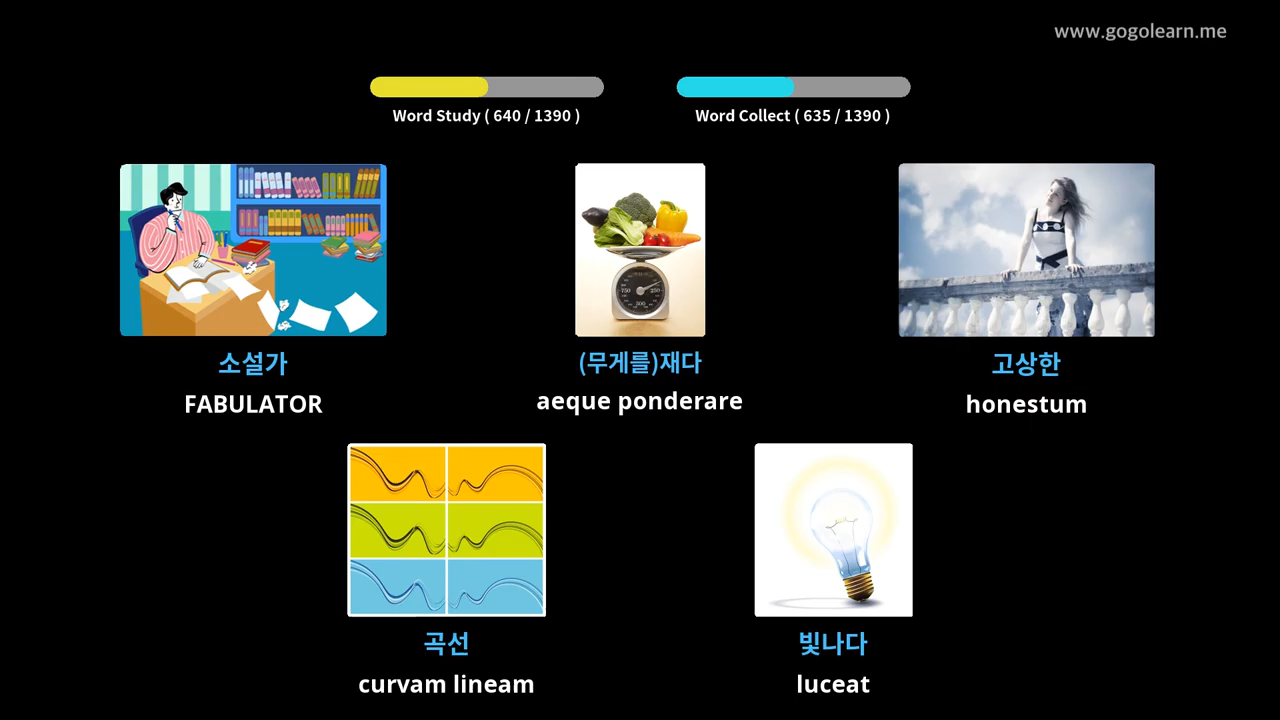 www.gogolearn.me
Word Study ( 640 / 1390 )
Word Collect ( 635 / 1390 )
소설가
FABULATOR
(무게를)재다
aeque ponderare
고상한
honestum
곡선
curvam lineam
빛나다
luceat